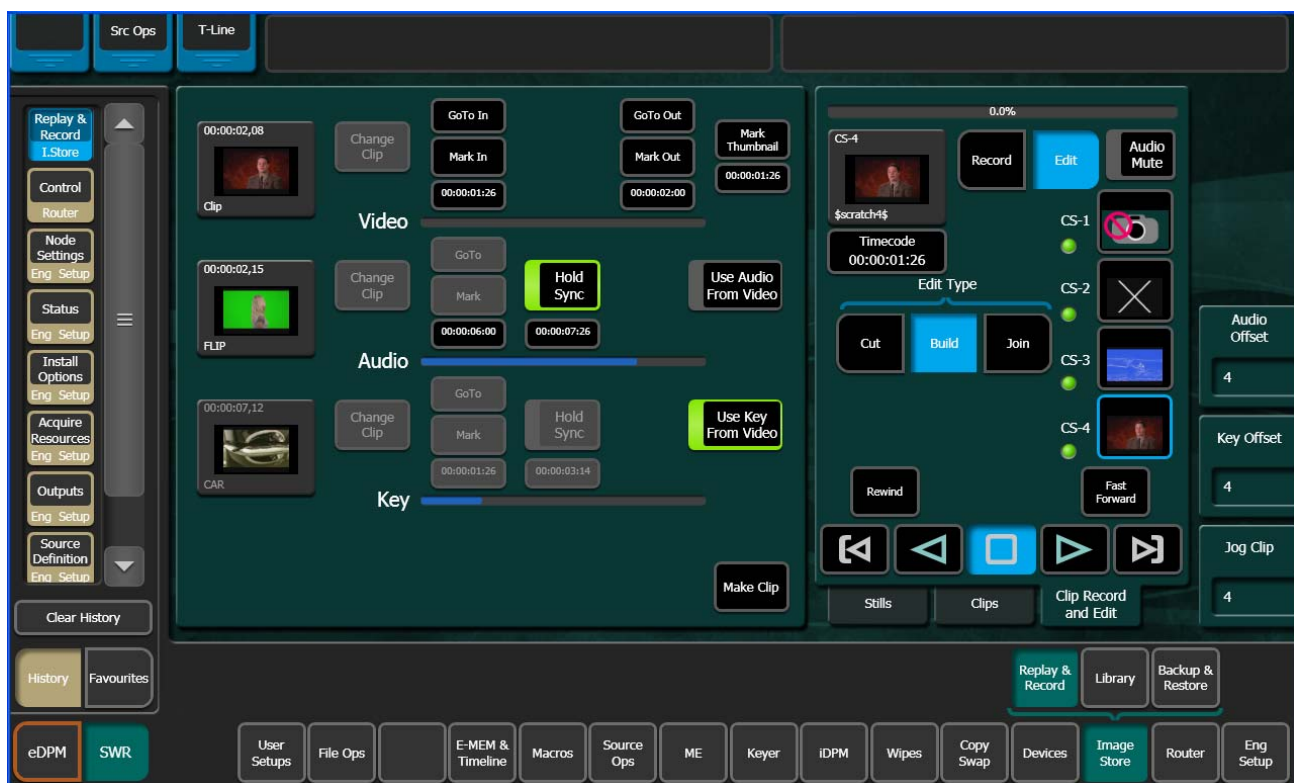 Src Ops
T-Line
Replay &
Record
I.Store
Control
Router
Node
Settings
Eng Setup
Status
Eng Setup
Install
Options
Eng Setup
Acquire
Resources
Eng Setup
Outputs
Eng Setup
Source
Definition
Eng Setup
Clear History
History
Favourites
00:00:02,08
Clip
Change
Clip
GoTo In
Mark In
00:00:01:26
GoTo Out
Mark Out
00:00:02:00
Mark
Thumbnail
00:00:01:26
Video
00:00:02,15
FLIP
Change
Clip
GoTo
Mark
00:00:06:00
Hold
Sync
00:00:07:26
Use Audio
From Video
Audio
00:00:07,12
CAR
Change
Clip
GoTo
Mark
00:00:01:26
Hold
Sync
00:00:03:14
Use Key
From Video
Key
Make Clip
0.0%
CS-4
$scratch4$
Record
Edit
Audio
Mute
Timecode
00:00:01:26
Edit Type
Cut
Build
Join
CS-1
CS-2
CS-3
CS-4
Rewind
Fast
Forward
Stills
Clips
Clip Record
and Edit
Audio
Offset
4
Key Offset
4
Jog Clip
4
Replay &
Record
Library
Backup &
Restore
eDPM
SWR
User
Setups
File Ops
E-MEM &
Timeline
Macros
Source
Ops
ME
Keyer
iDPM
Wipes
Copy
Swap
Devices
Image
Store
Router
Eng
Setup